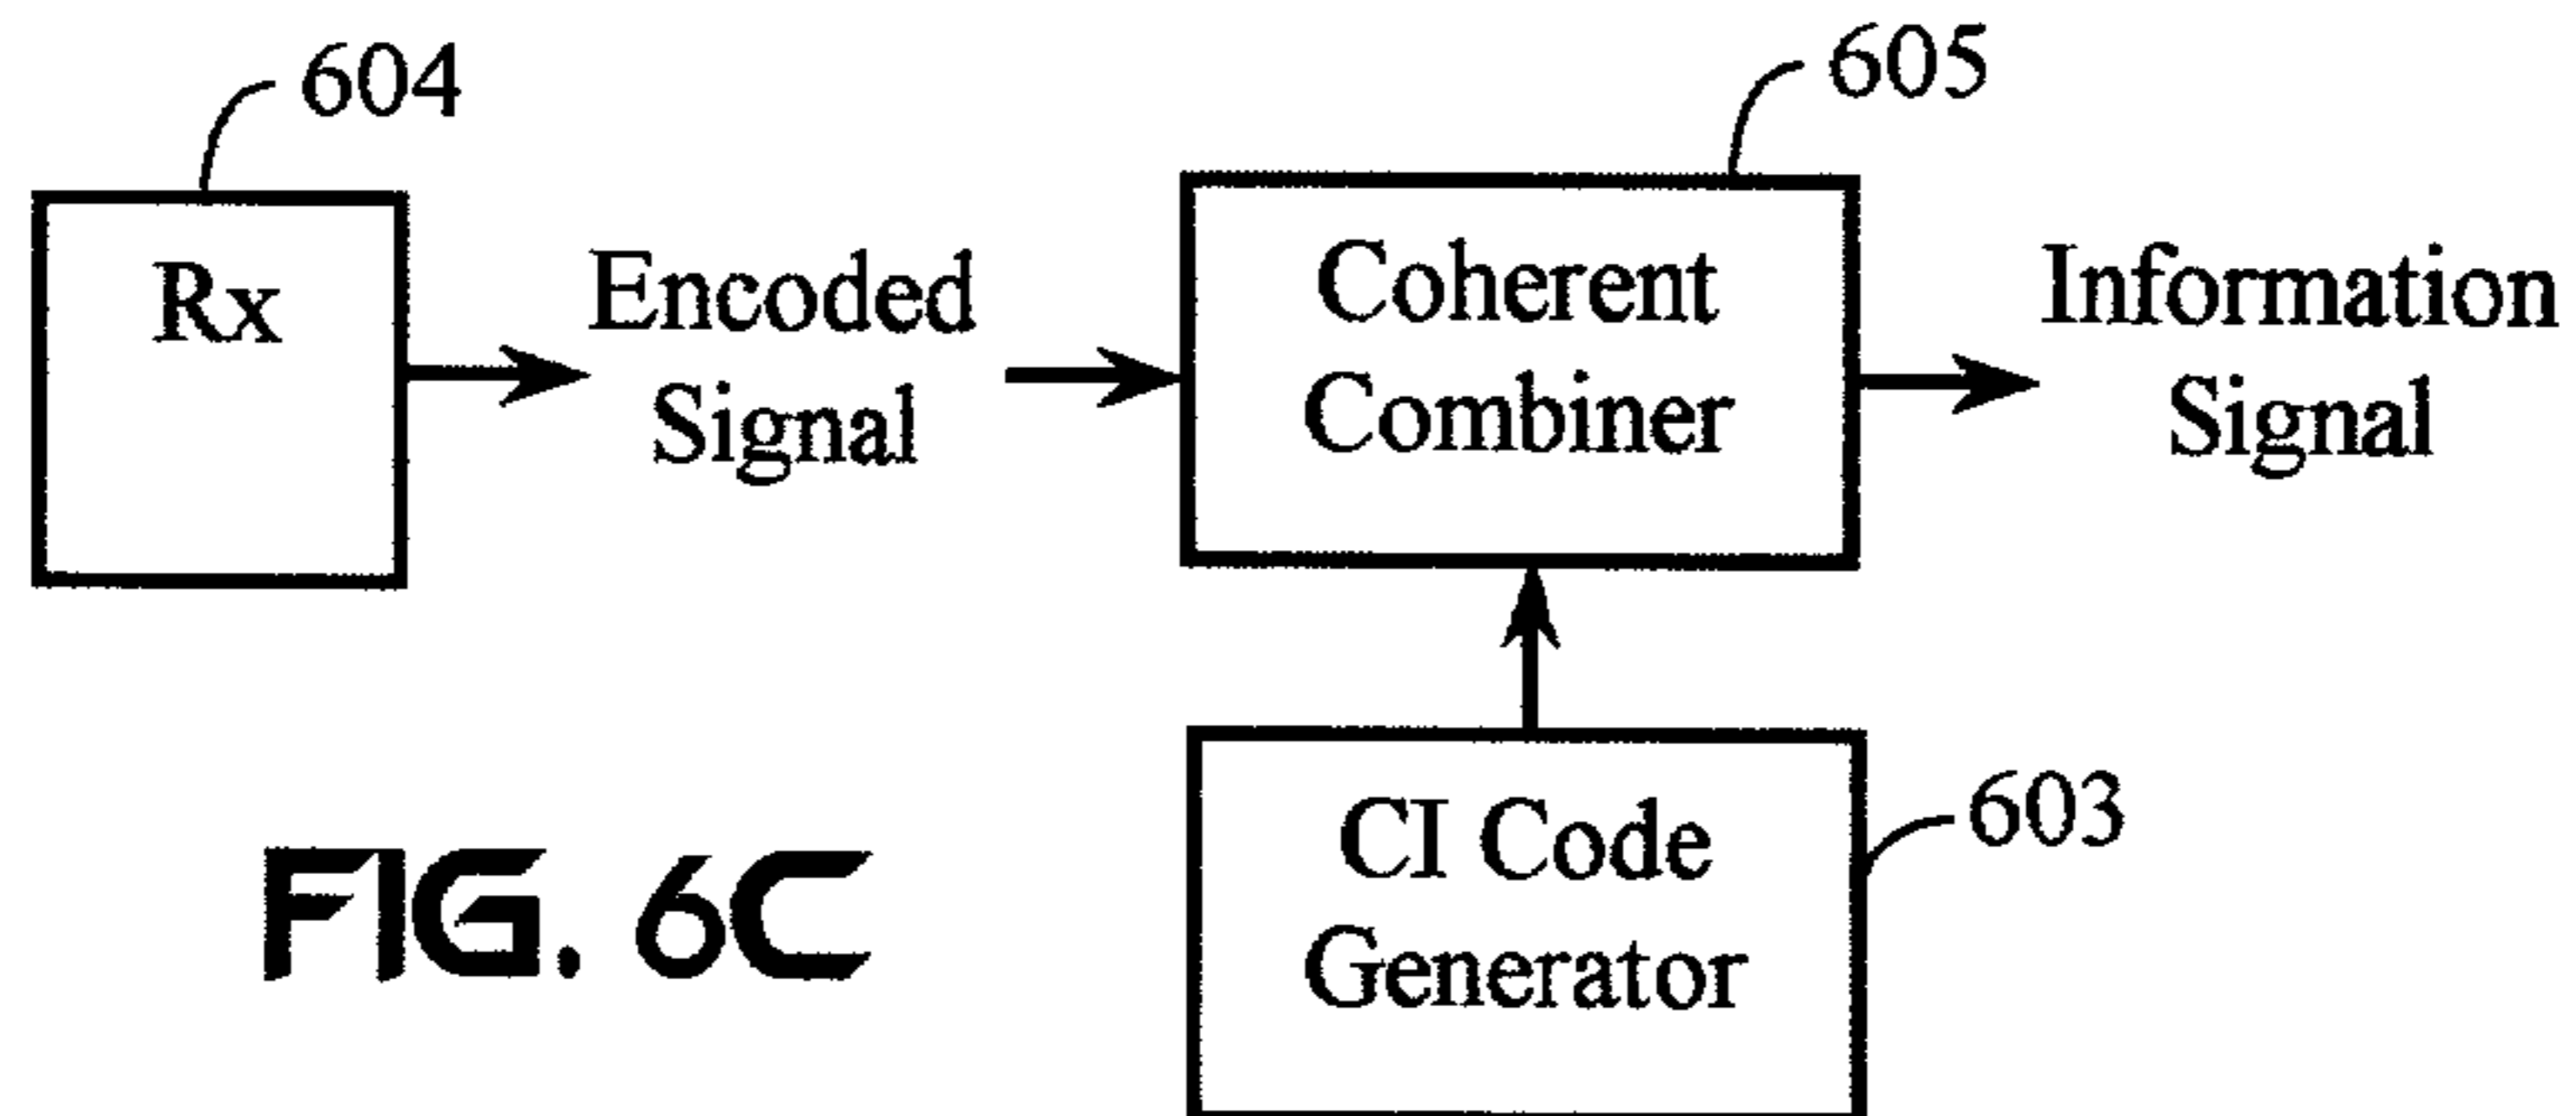 604
605
Rx
Encoded
Signal
Coherent
Combiner
Information
Signal
CI Code
Generator
603
FIG. 6C